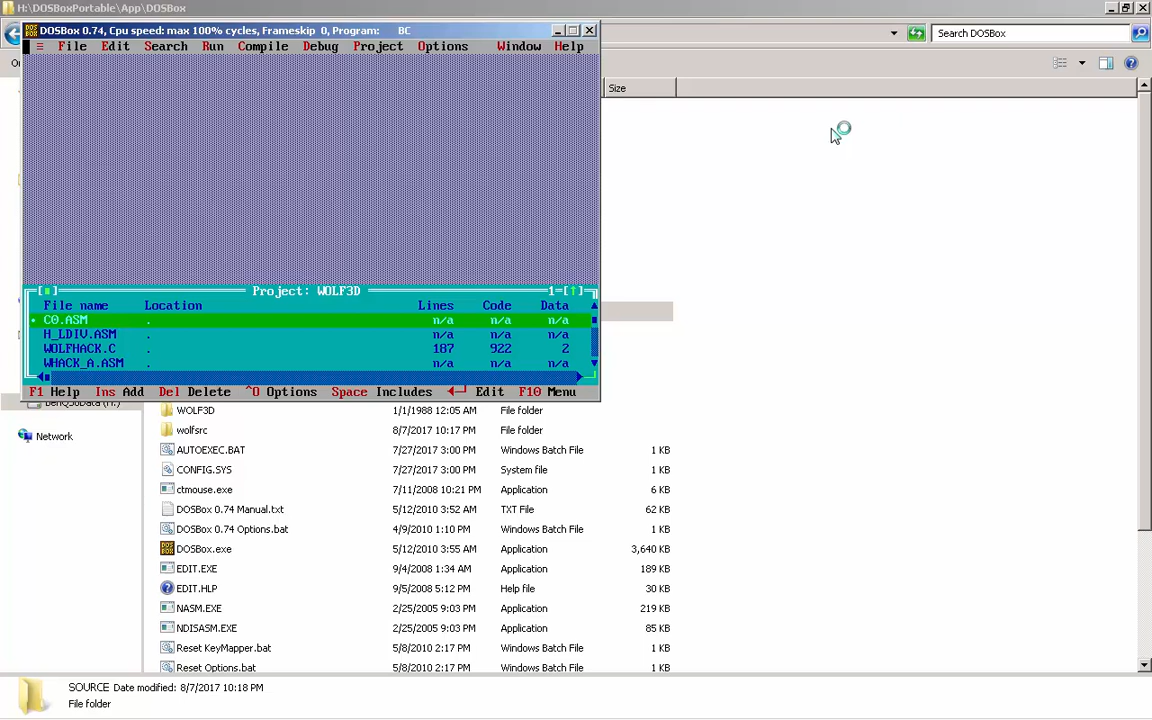 H:\DOSBoxPortable\App\DOSBox
DOSBox 0.74, Cpu speed: max 100% cycles, Frameskip 0, Program: BC
Search DOSBox
≡ File Edit Search Run Compile Debug Project Options Window Help
Size
Project: WOLF3D 1=[↑]
File name Location Lines Code Data
• C0.ASM . n/a n/a n/a
H_LDIV.ASM . n/a n/a n/a
WOLFHACK.C . 187 922 2
WHACK_A.ASM . n/a n/a n/a
F1 Help Ins Add Del Delete ^O Options Space Includes ←┘ Edit F10 Menu
WOLF3D 1/1/1988 12:05 AM File folder
Network
wolfsrc 8/7/2017 10:17 PM File folder
AUTOEXEC.BAT 7/27/2017 3:00 PM Windows Batch File 1 KB
CONFIG.SYS 7/27/2017 3:00 PM System file 1 KB
ctmouse.exe 7/11/2008 10:21 PM Application 6 KB
DOSBox 0.74 Manual.txt 5/12/2010 3:52 AM TXT File 62 KB
DOSBox 0.74 Options.bat 4/9/2010 1:10 PM Windows Batch File 1 KB
DOSBox.exe 5/12/2010 3:55 AM Application 3,640 KB
EDIT.EXE 9/4/2008 1:34 AM Application 189 KB
EDIT.HLP 9/5/2008 5:12 PM Help file 30 KB
NASM.EXE 2/25/2005 9:03 PM Application 219 KB
NDISASM.EXE 2/25/2005 9:03 PM Application 85 KB
Reset KeyMapper.bat 5/8/2010 2:17 PM Windows Batch File 1 KB
Reset Options.bat 5/8/2010 2:17 PM Windows Batch File 1 KB
SOURCE Date modified: 8/7/2017 10:18 PM
File folder